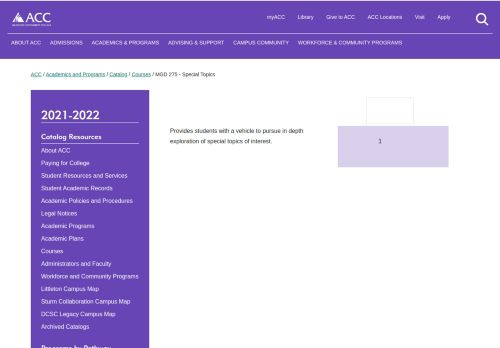 ACC
myACC Library Give to ACC ACC Locations Visit Apply
ABOUT ACC ADMISSIONS ACADEMICS & PROGRAMS ADVISING & SUPPORT CAMPUS COMMUNITY WORKFORCE & COMMUNITY PROGRAMS
ACC / Academics and Programs / Catalog / Courses / MGD 275 - Special Topics
2021-2022
Catalog Resources
About ACC
Paying for College
Student Resources and Services
Student Academic Records
Academic Policies and Procedures
Legal Notices
Academic Programs
Academic Plans
Courses
Administrators and Faculty
Workforce and Community Programs
Littleton Campus Map
Sturm Collaboration Campus Map
DCSC Legacy Campus Map
Archived Catalogs
Provides students with a vehicle to pursue in depth
exploration of special topics of interest.
1